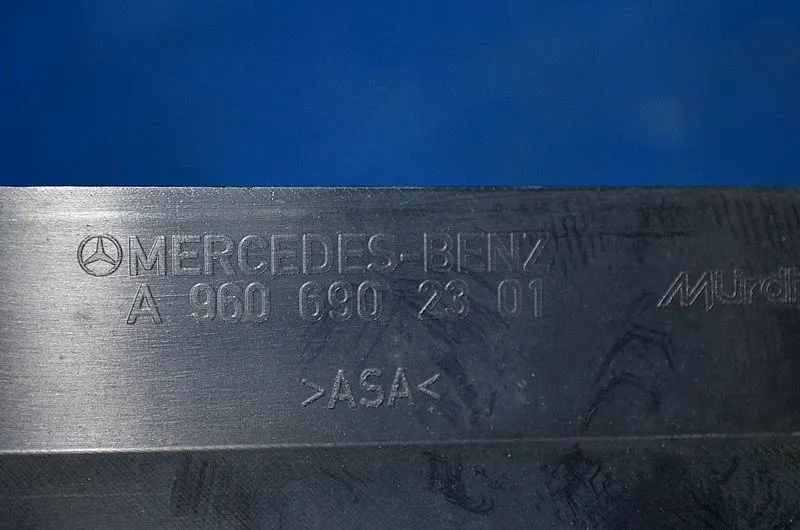 MERCEDES-BENZ
A 960 690 23 01
>ASA<